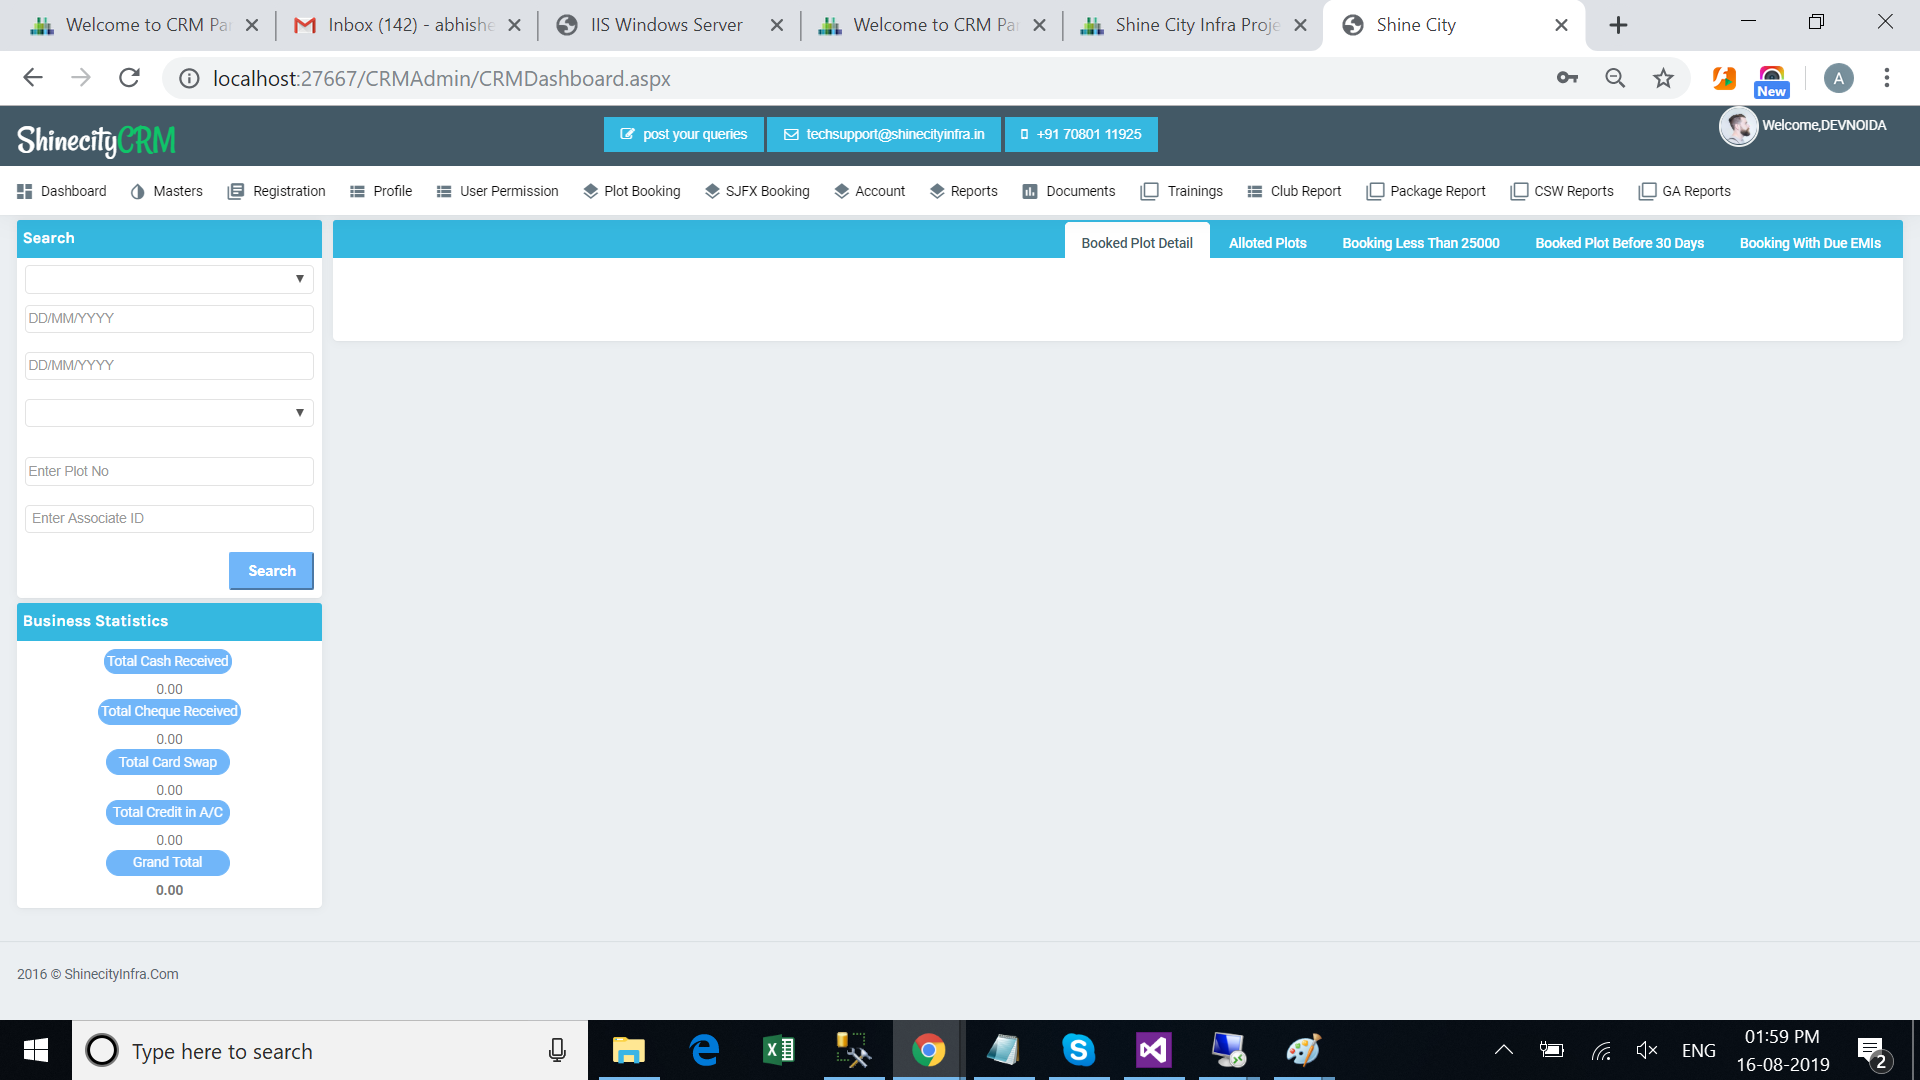 Welcome to CRM Pa
Inbox (142) - abhishe
IIS Windows Server
Welcome to CRM Pa
Shine City Infra Proje
Shine City
localhost:27667/CRMAdmin/CRMDashboard.aspx
New
A
ShinecityCRM
post your queries
techsupport@shinecityinfra.in
+91 70801 11925
Welcome,DEVNOIDA
Dashboard
Masters
Registration
Profile
User Permission
Plot Booking
SJFX Booking
Account
Reports
Documents
Trainings
Club Report
Package Report
CSW Reports
GA Reports
Search
Booked Plot Detail
Alloted Plots
Booking Less Than 25000
Booked Plot Before 30 Days
Booking With Due EMIs
DD/MM/YYYY
DD/MM/YYYY
Enter Plot No
Enter Associate ID
Search
Business Statistics
Total Cash Received
0.00
Total Cheque Received
0.00
Total Card Swap
0.00
Total Credit in A/C
0.00
Grand Total
0.00
2016 © ShinecityInfra.Com
Type here to search
ENG
01:59 PM
16-08-2019
2